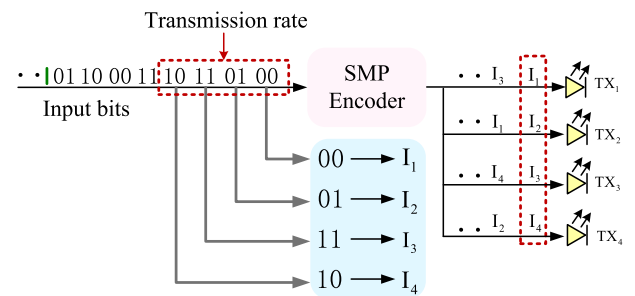 Transmission rate
·· 01 10 00 11 10 11 01 00
Input bits
SMP
Encoder
00 → I₁
01 → I₂
11 → I₃
10 → I₄
·· I₃ I₁ TX₁
·· I₁ I₂ TX₂
·· I₄ I₃ TX₃
·· I₂ I₄ TX₄